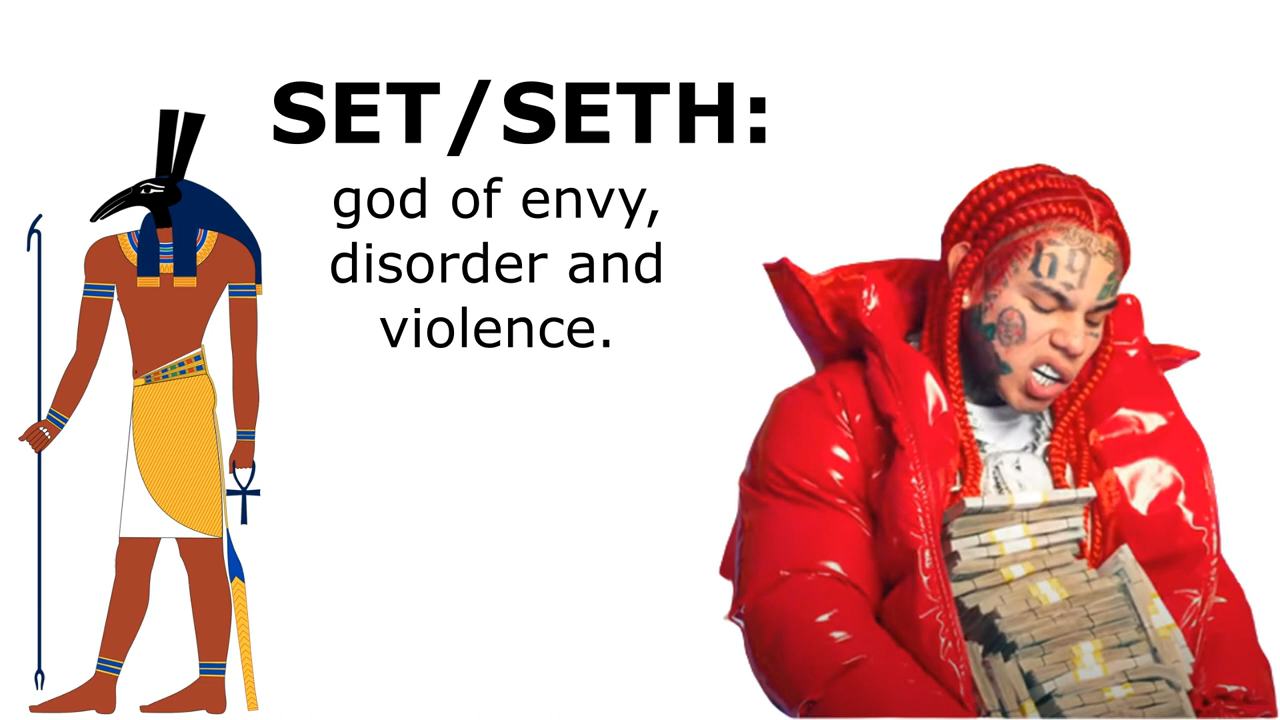 SET/SETH:
god of envy,
disorder and
violence.
69